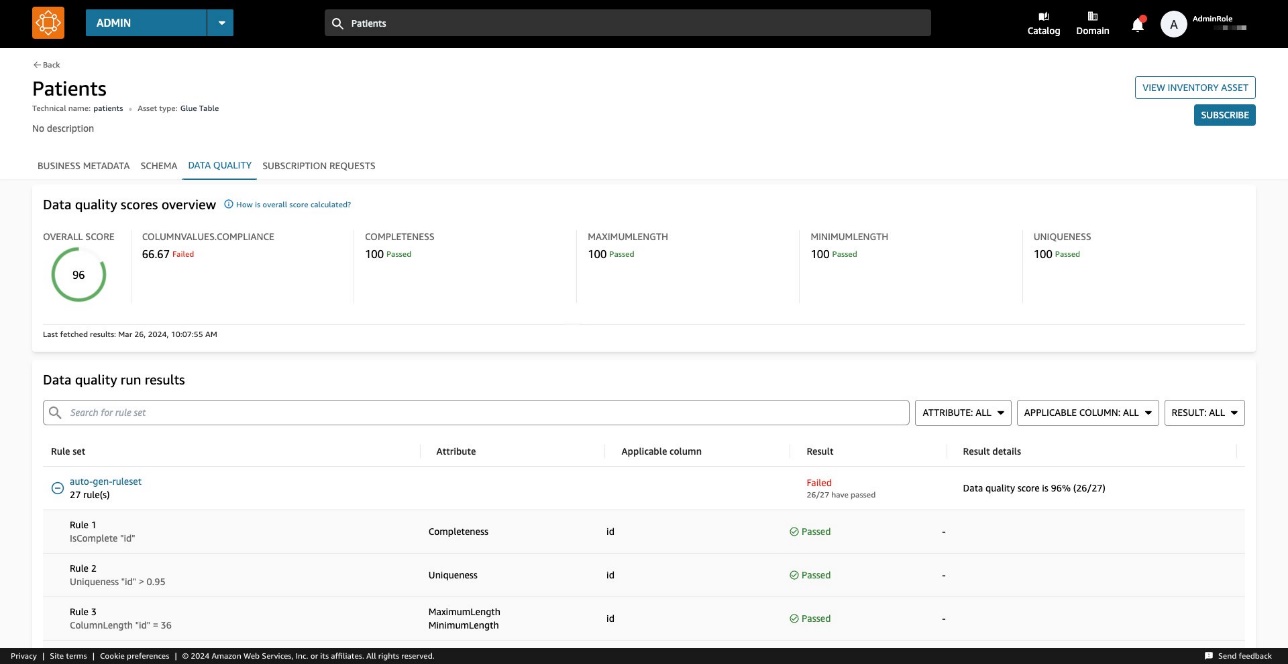 ADMIN
Patients
Catalog
Domain
A
AdminRole
Back
Patients
VIEW INVENTORY ASSET
Technical name: patients • Asset type: Glue Table
SUBSCRIBE
No description
BUSINESS METADATA SCHEMA DATA QUALITY SUBSCRIPTION REQUESTS
Data quality scores overview How is overall score calculated?
OVERALL SCORE COLUMNVALUES.COMPLIANCE COMPLETENESS MAXIMUMLENGTH MINIMUMLENGTH UNIQUENESS
96 66.67 Failed 100 Passed 100 Passed 100 Passed 100 Passed
Last fetched results: Mar 26, 2024, 10:07:55 AM
Data quality run results
Search for rule set ATTRIBUTE: ALL APPLICABLE COLUMN: ALL RESULT: ALL
Rule set Attribute Applicable column Result Result details
auto-gen-ruleset Failed Data quality score is 96% (26/27)
27 rule(s) 26/27 have passed
Rule 1 Completeness id Passed -
IsComplete "id"
Rule 2 Uniqueness id Passed -
Uniqueness "id" > 0.95
Rule 3 MaximumLength id Passed -
ColumnLength "id" = 36 MinimumLength
Privacy | Site terms | Cookie preferences | © 2024 Amazon Web Services, Inc. or its affiliates. All rights reserved. Send feedback